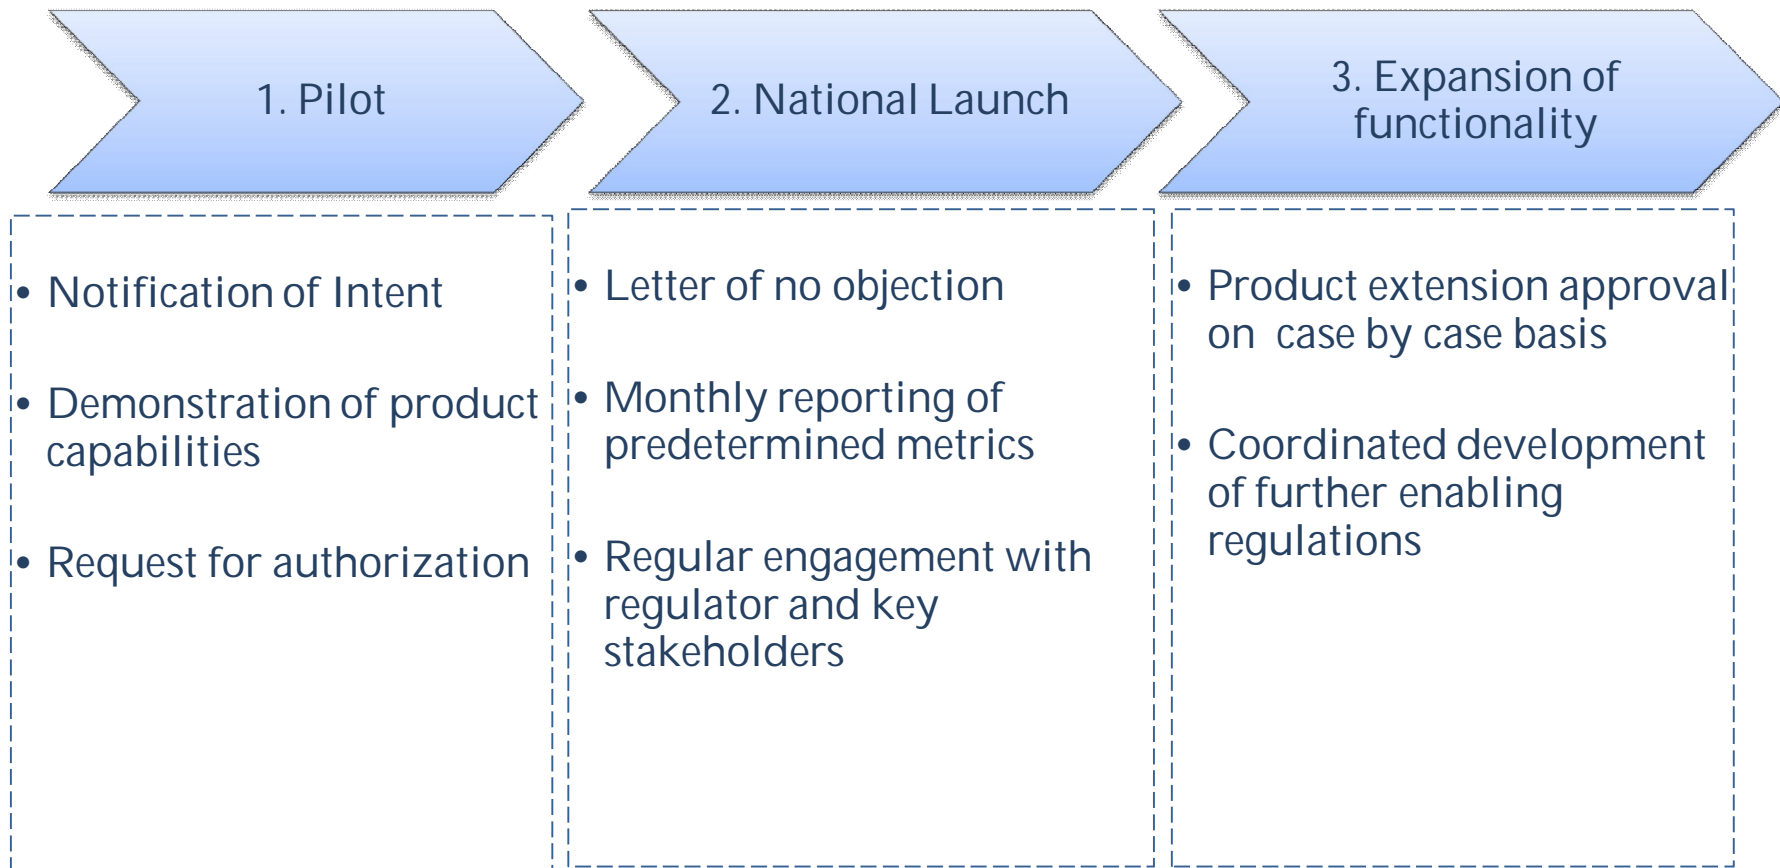 1. Pilot
2. National Launch
3. Expansion of
functionality
• Notification of Intent
• Demonstration of product
capabilities
• Request for authorization
• Letter of no objection
• Monthly reporting of
predetermined metrics
• Regular engagement with
regulator and key
stakeholders
• Product extension approval
on case by case basis
• Coordinated development
of further enabling
regulations